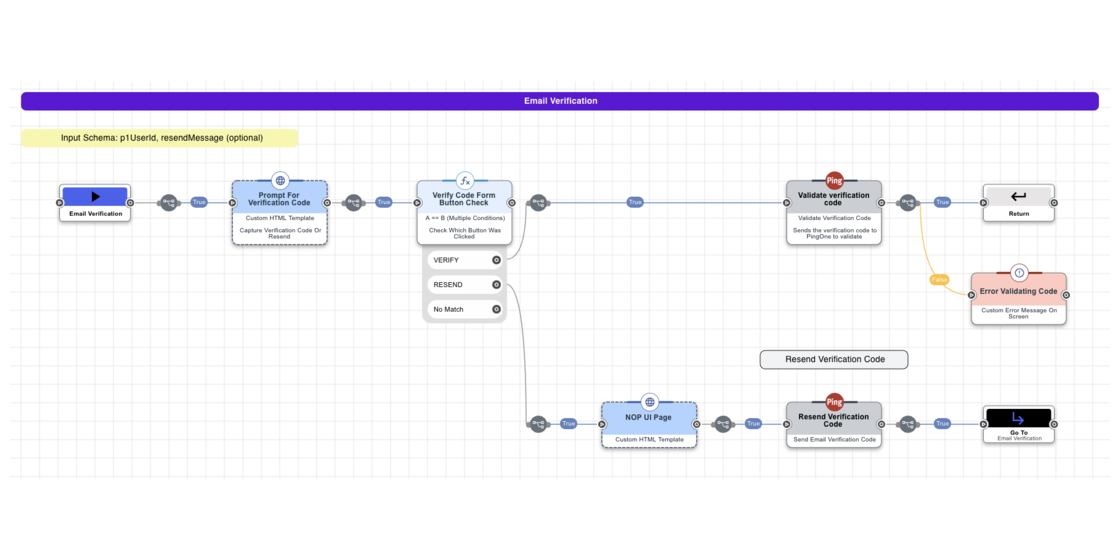 Email Verification
Input Schema: p1UserId, resendMessage (optional)
Email Verification
True
Prompt For
Verification Code
Custom HTML Template
Capture Verification Code Or
Resend
True
fx
Verify Code Form
Button Check
A == B (Multiple Conditions)
Check Which Button Was
Clicked
VERIFY
RESEND
No Match
True
Ping
Validate verification
code
Validate Verification Code
Sends the verification code to
PingOne to validate
True
Return
False
Error Validating Code
Custom Error Message On
Screen
Resend Verification Code
True
NOP UI Page
Custom HTML Template
True
Ping
Resend Verification
Code
Send Email Verification Code
True
Go To
Email Verification